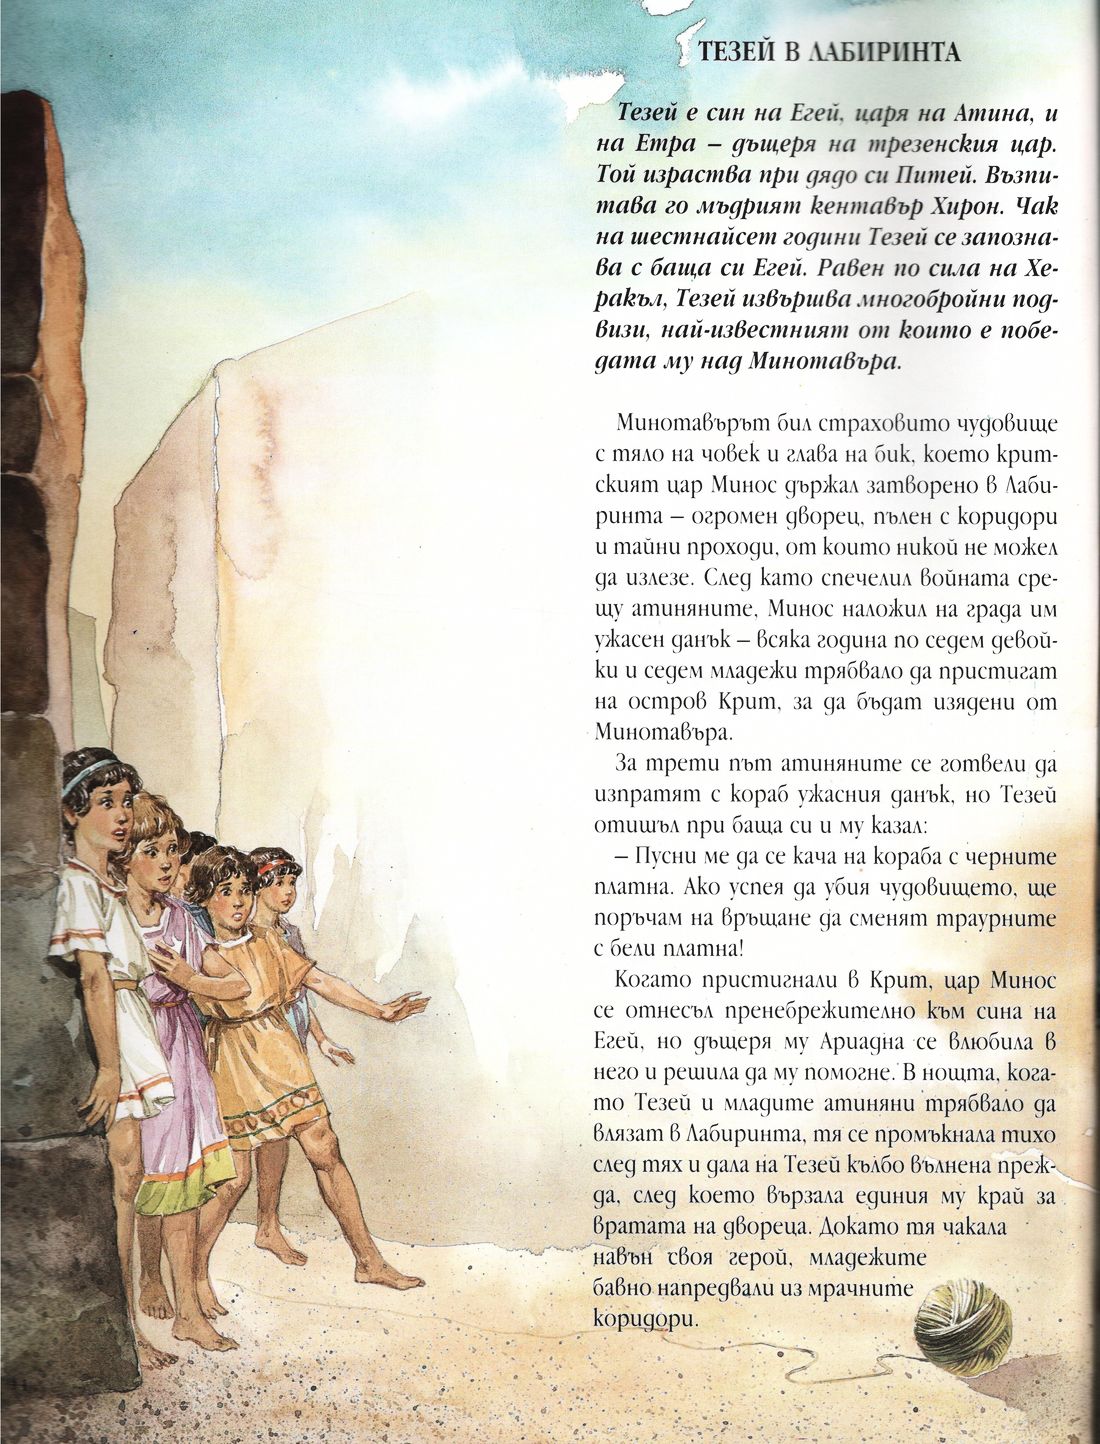 ТЕЗЕЙ В ЛАБИРИНТА
Тезей е син на Егей, царя на Атина, и
на Етра – дъщеря на трезенския цар.
Той израства при дядо си Питей. Възпи-
тава го мъдрият кентавър Хирон. Чак
на шестнайсет години Тезей се запозна-
ва с баща си Егей. Равен по сила на Хе-
ракъл, Тезей извършва многобройни под-
визи, най-известният от които е побе-
дата му над Минотавъра.
Минотавърът бил страховито чудовище
с тяло на човек и глава на бик, което крит-
ският цар Минос държал затворено в Лаби-
ринта – огромен дворец, пълен с коридори
и тайни проходи, от които никой не можел
да излезе. След като спечелил войната сре-
щу атиняните, Минос наложил на града им
ужасен данък – всяка година по седем девой-
ки и седем младежи трябвало да пристигат
на остров Крит, за да бъдат изядени от
Минотавъра.
За трети път атиняните се готвели да
изпратят с кораб ужасния данък, но Тезей
отишъл при баща си и му казал:
– Пусни ме да се кача на кораба с черните
платна. Ако успея да убия чудовището, ще
поръчам на връщане да сменят траурните
с бели платна!
Когато пристигнали в Крит, цар Минос
се отнесъл пренебрежително към сина на
Егей, но дъщеря му Ариадна се влюбила в
него и решила да му помогне. В нощта, кога-
то Тезей и младите атиняни трябвало да
влязат в Лабиринта, тя се промъкнала тихо
след тях и дала на Тезей кълбо вълнена преж-
да, след което вързала единия му край за
вратата на двореца. Докато тя чакала
навън своя герой, младежите
бавно напредвали из мрачните
коридори.